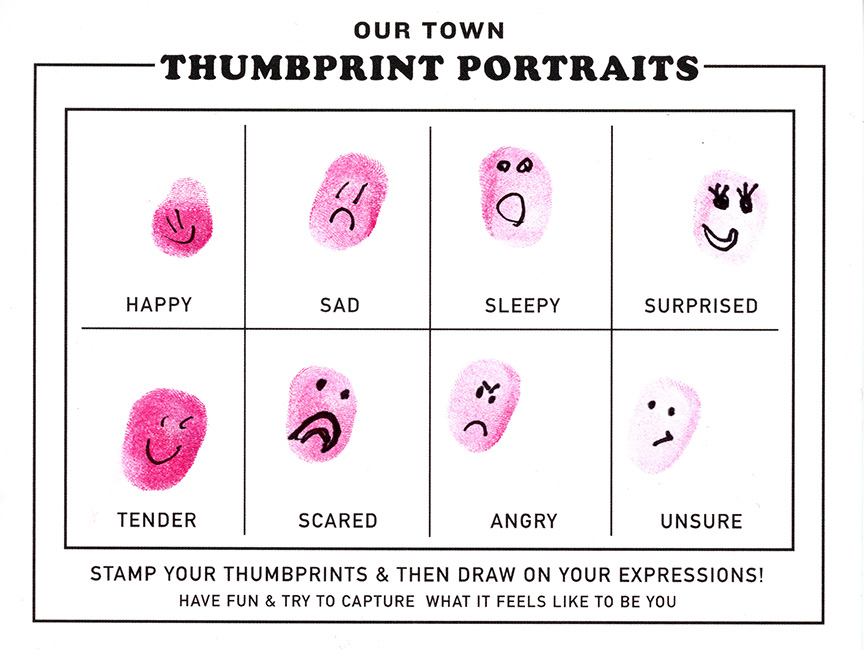 OUR TOWN
THUMBPRINT PORTRAITS
HAPPY
SAD
SLEEPY
SURPRISED
TENDER
SCARED
ANGRY
UNSURE
STAMP YOUR THUMBPRINTS & THEN DRAW ON YOUR EXPRESSIONS!
HAVE FUN & TRY TO CAPTURE WHAT IT FEELS LIKE TO BE YOU